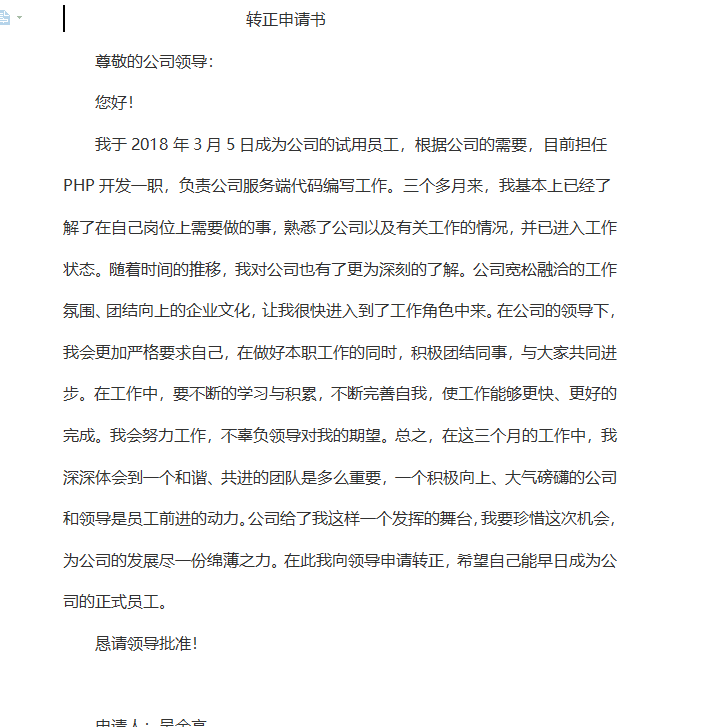 转正申请书
尊敬的公司领导：
您好！
我于 2018 年 3 月 5 日成为公司的试用员工，根据公司的需要，目前担任
PHP 开发一职，负责公司服务端代码编写工作。三个多月来，我基本上已经了
解了在自己岗位上需要做的事，熟悉了公司以及有关工作的情况，并已进入工作
状态。随着时间的推移，我对公司也有了更为深刻的了解。公司宽松融洽的工作
氛围、团结向上的企业文化，让我很快进入到了工作角色中来。在公司的领导下，
我会更加严格要求自己，在做好本职工作的同时，积极团结同事，与大家共同进
步。在工作中，要不断的学习与积累，不断完善自我，使工作能够更快、更好的
完成。我会努力工作，不辜负领导对我的期望。总之，在这三个月的工作中，我
深深体会到一个和谐、共进的团队是多么重要，一个积极向上、大气磅礴的公司
和领导是员工前进的动力。公司给了我这样一个发挥的舞台，我要珍惜这次机会，
为公司的发展尽一份绵薄之力。在此我向领导申请转正，希望自己能早日成为公
司的正式员工。
恳请领导批准！
申请人：